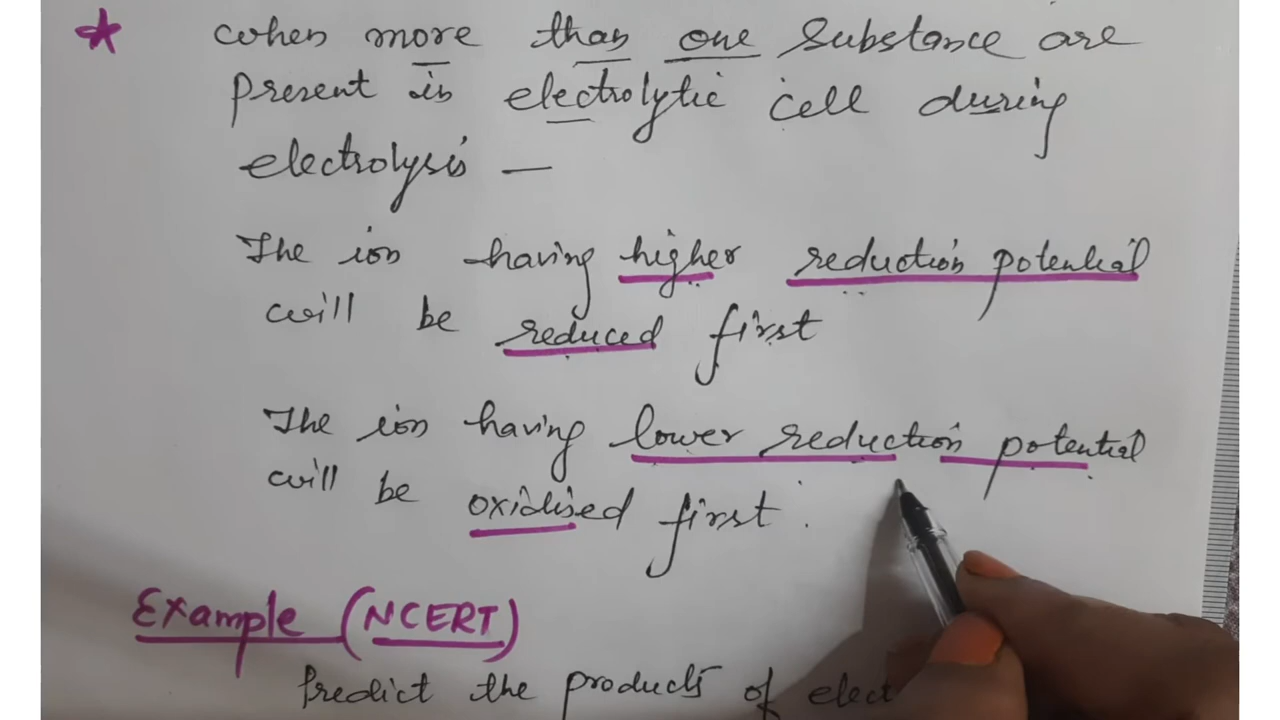 ★ when more than one substance are
present in electrolytic cell during
electrolysis —
The ion having higher reduction potential
will be reduced first
The ion having lower reduction potential
will be oxidised first.
Example (NCERT)
Predict the products of elect